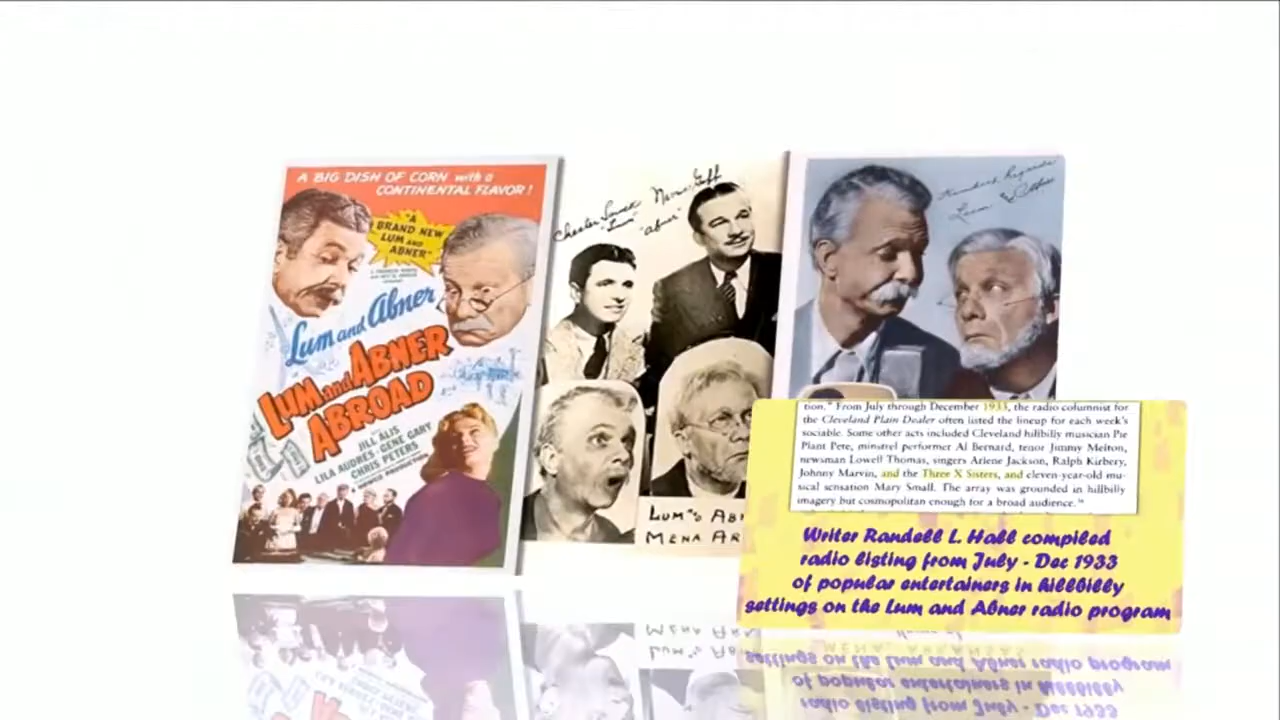 A BIG DISH OF CORN with a
CONTINENTAL FLAVOR!
"A
BRAND NEW
LUM AND
ABNER"
Lum and Abner
LUM and ABNER
ABROAD
JILL ALIS
LILA AUDRES · GENE GARY
CHRIS PETERS
"Lum"
"abner"
LUM & AB
MENA AR
tion." From July through December 1933, the radio columnist for
the Cleveland Plain Dealer often listed the lineup for each week's
sociable. Some other acts included Cleveland hillbilly musician Pie
Plant Pete, minstrel performer Al Bernard, tenor Jimmy Melton,
newsman Lowell Thomas, singers Arlene Jackson, Ralph Kirbery,
Johnny Marvin, and the Three X Sisters, and eleven-year-old mu-
sical sensation Mary Small. The array was grounded in hillbilly
imagery but cosmopolitan enough for a broad audience.
Writer Randell L. Hall compiled
radio listing from July - Dec 1933
of popular entertainers in hillbilly
settings on the Lum and Abner radio program